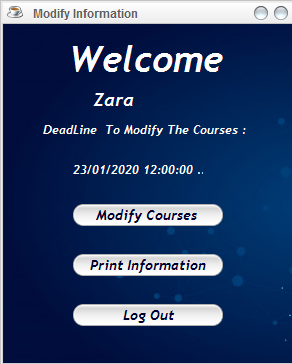 Modify Information
Welcome
Zara
DeadLine To Modify The Courses :
23/01/2020 12:00:00 ..
Modify Courses
Print Information
Log Out